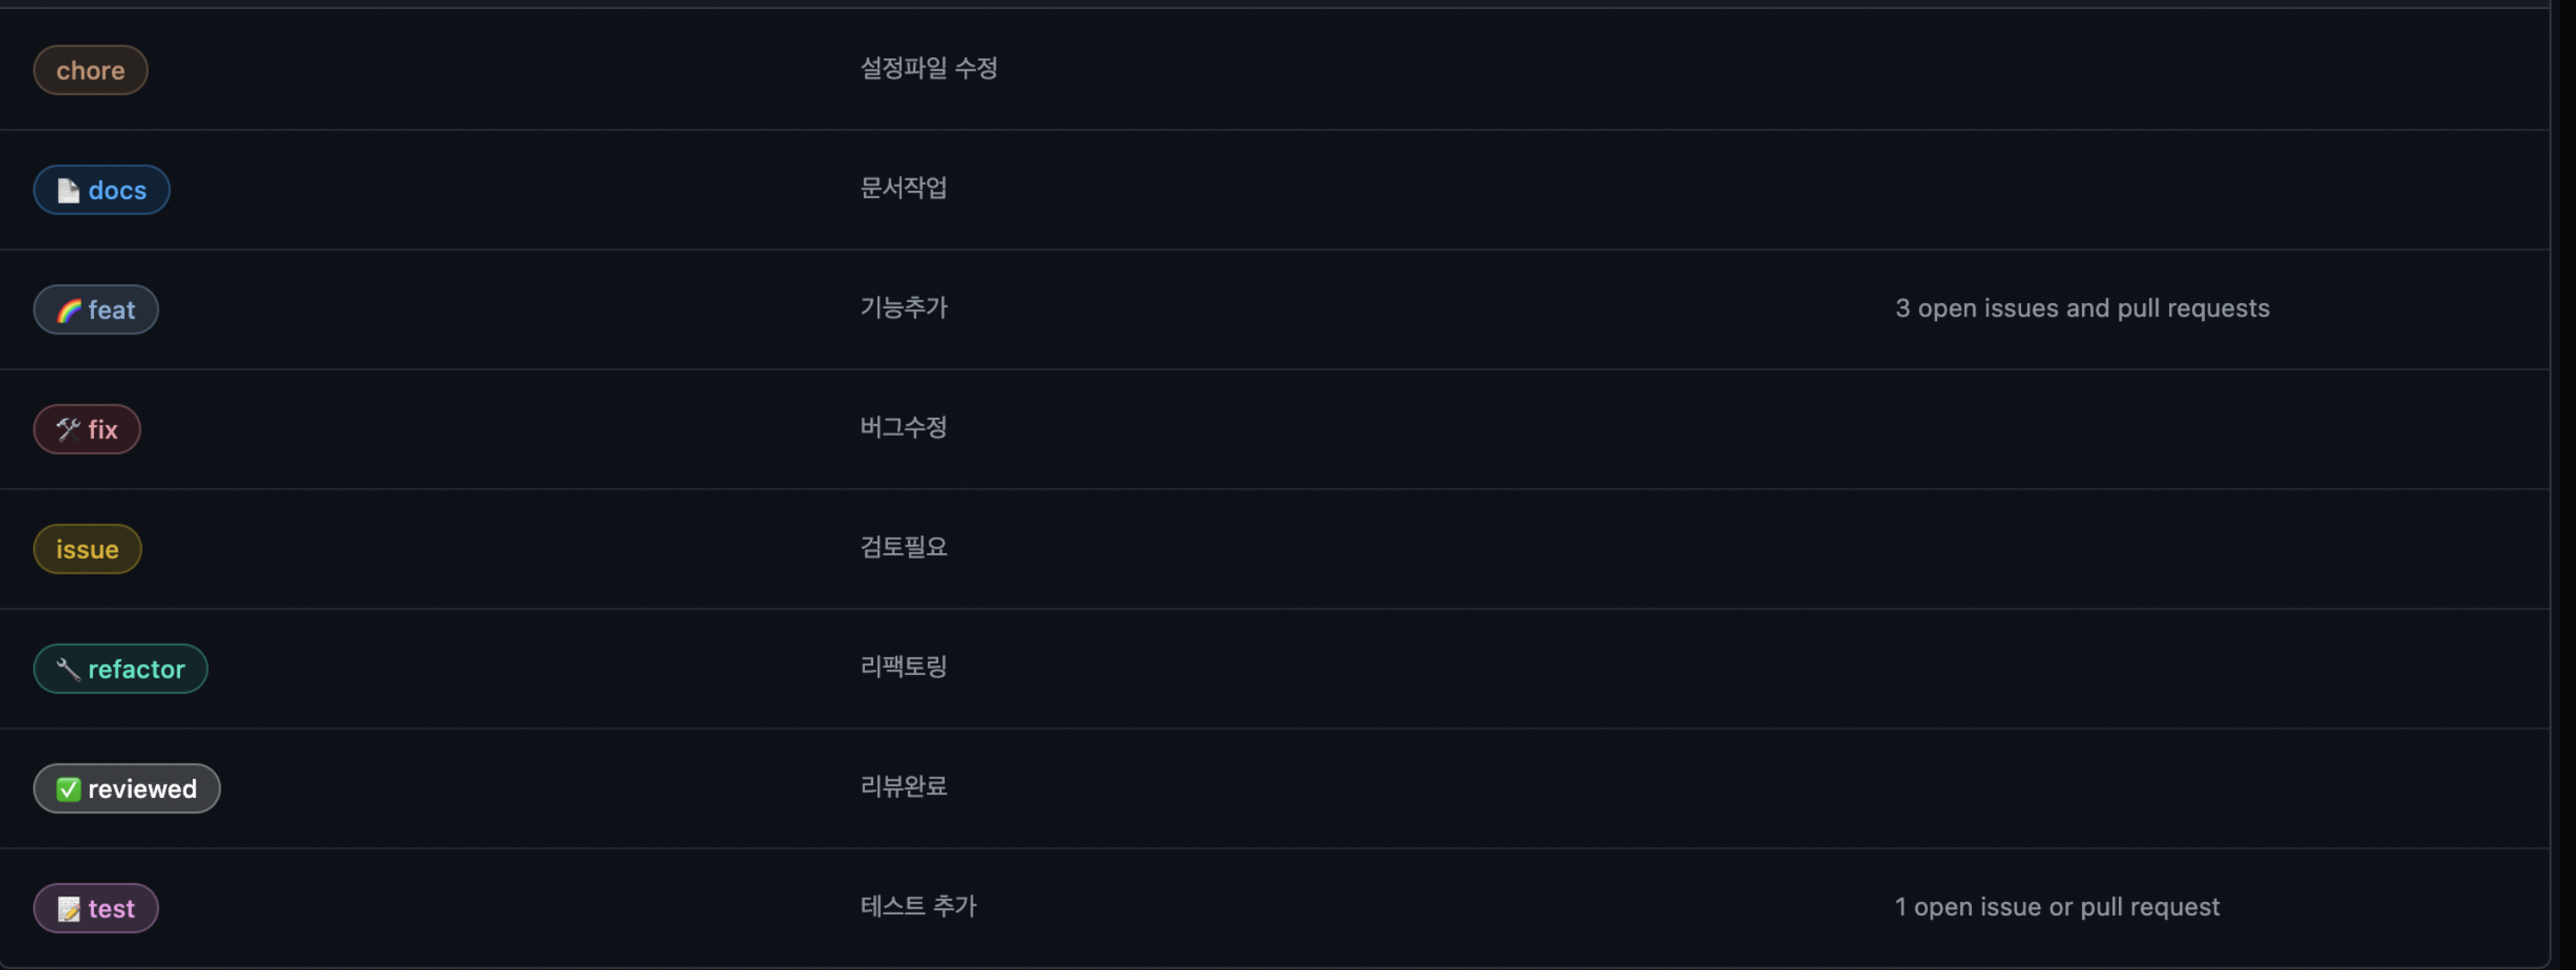 chore 설정파일 수정
📄 docs 문서작업
🌈 feat 기능추가 3 open issues and pull requests
🛠 fix 버그수정
issue 검토필요
🔧 refactor 리팩토링
✅ reviewed 리뷰완료
📝 test 테스트 추가 1 open issue or pull request